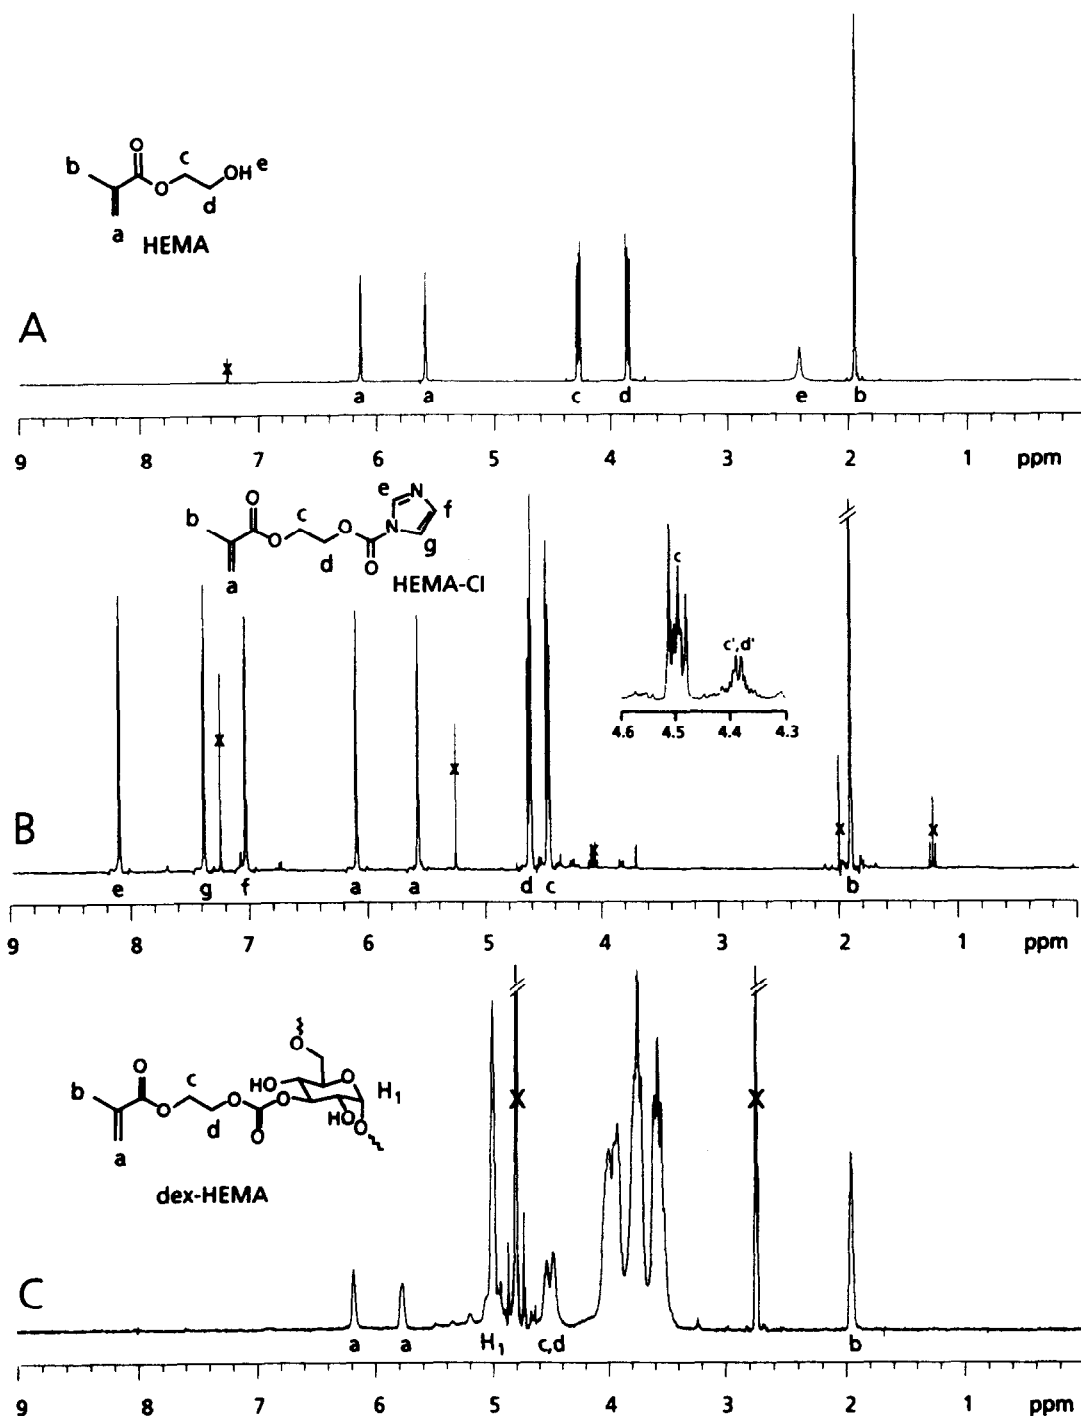 b
O
c
O
OH e
d
a
HEMA
A
x
a a c d e b
9 8 7 6 5 4 3 2 1 ppm
b
O
c
O
O
d
O
N
e
N
f
g
a
HEMA-CI
c
c',d'
4.6 4.5 4.4 4.3
x
x
x
x
x
B
e g f a a d c b
9 8 7 6 5 4 3 2 1 ppm
b
O
c
O
O
d
O
O
O
HO
O
HO
O
H1
a
dex-HEMA
X
X
C
a a H1 c,d b
9 8 7 6 5 4 3 2 1 ppm